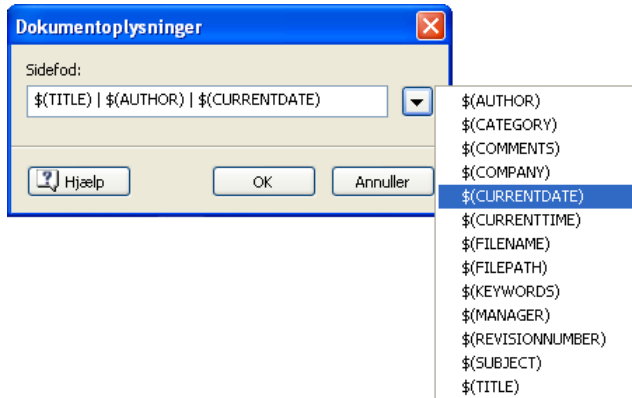 Dokumentoplysninger
Sidefod:
$(TITLE) | $(AUTHOR) | $(CURRENTDATE)
Hjælp
OK
Annuller
$(AUTHOR)
$(CATEGORY)
$(COMMENTS)
$(COMPANY)
$(CURRENTDATE)
$(CURRENTTIME)
$(FILENAME)
$(FILEPATH)
$(KEYWORDS)
$(MANAGER)
$(REVISIONNUMBER)
$(SUBJECT)
$(TITLE)